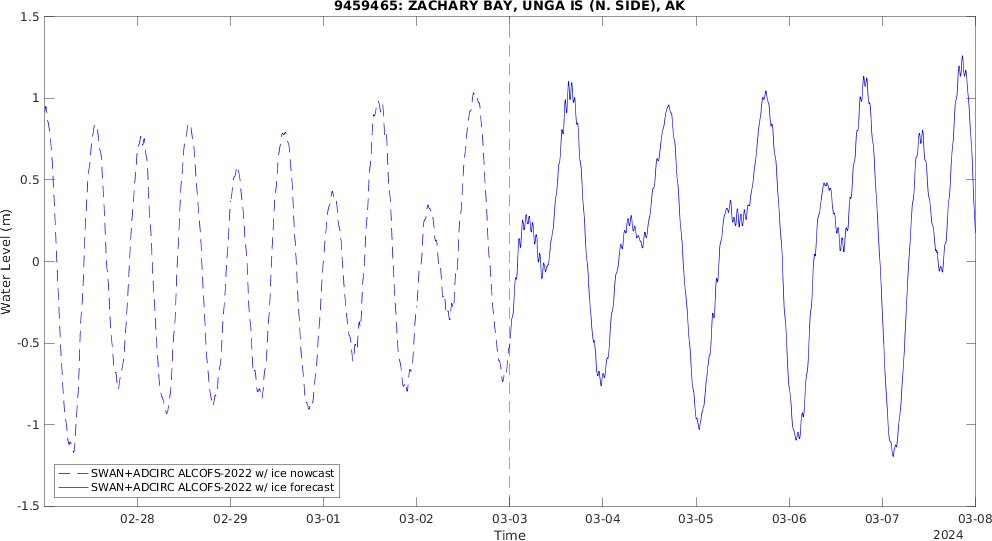 9459465: ZACHARY BAY, UNGA IS (N. SIDE), AK
1.5
1
0.5
0
-0.5
-1
-1.5
Water Level (m)
SWAN+ADCIRC ALCOFS-2022 w/ ice nowcast
SWAN+ADCIRC ALCOFS-2022 w/ ice forecast
02-28 02-29 03-01 03-02 03-03 03-04 03-05 03-06 03-07 03-08
Time
2024